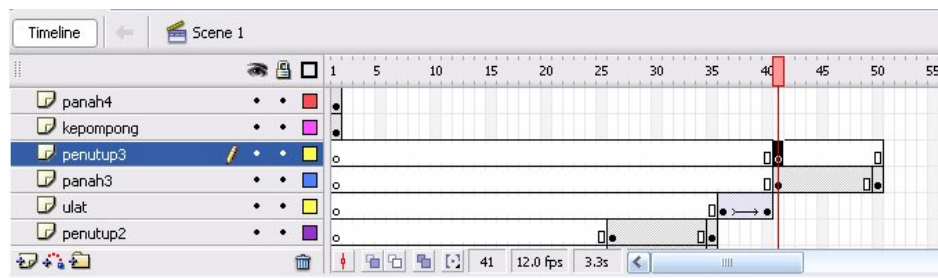 Timeline Scene 1
1 5 10 15 20 25 30 35 40 45 50 55
panah4
kepompong
penutup3
panah3
ulat
penutup2
41 12.0 fps 3.3s